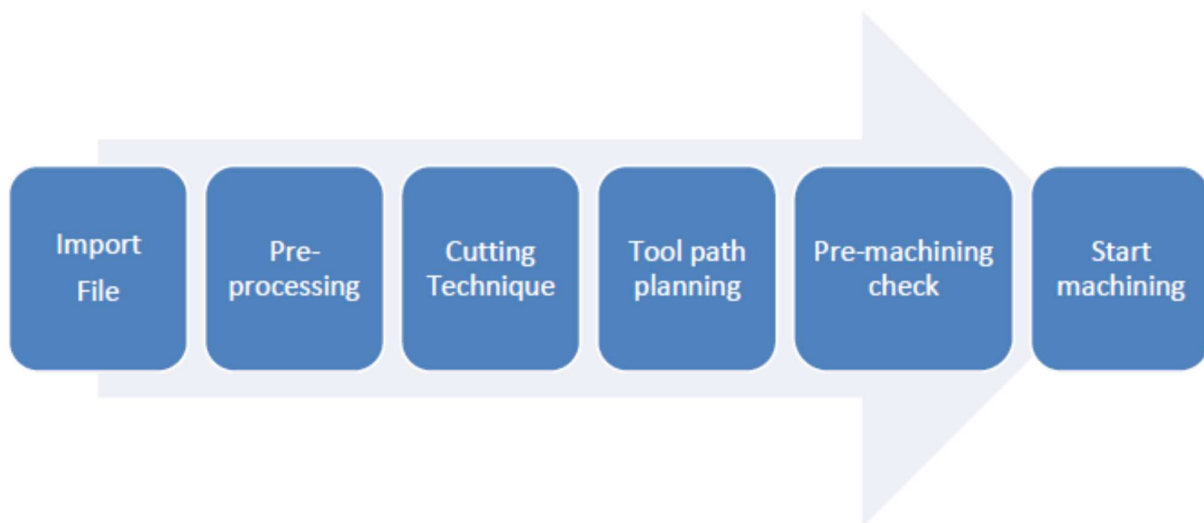 Import
File
Pre-
processing
Cutting
Technique
Tool path
planning
Pre-machining
check
Start
machining